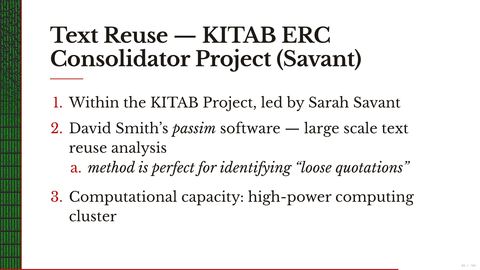 Text Reuse — KITAB ERC
Consolidator Project (Savant)
1. Within the KITAB Project, led by Sarah Savant
2. David Smith’s passim software — large scale text
reuse analysis
a. method is perfect for identifying “loose quotations”
3. Computational capacity: high-power computing
cluster